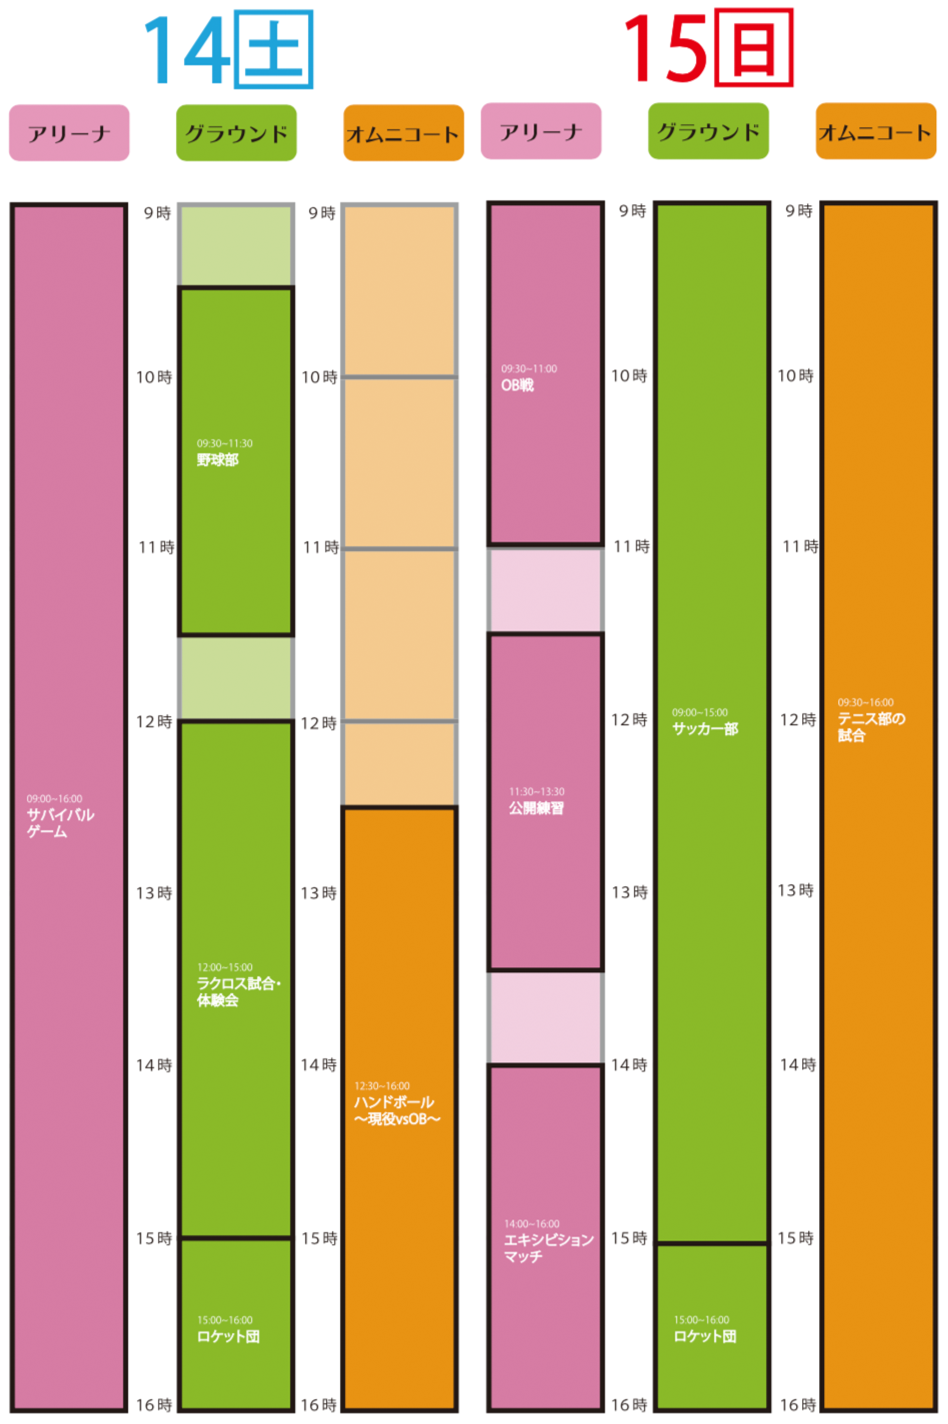 14土
アリーナ
グラウンド
オムニコート
9時
10時
11時
12時
13時
14時
15時
16時
09:00~16:00
サバイバル
ゲーム
09:30~11:30
野球部
12:00~15:00
ラクロス試合・
体験会
15:00~16:00
ロケット団
9時
10時
11時
12時
13時
14時
15時
16時
12:30~16:00
ハンドボール
〜現役vsOB〜
15日
アリーナ
グラウンド
オムニコート
09:30~11:00
OB戦
11:30~13:30
公開練習
14:00~16:00
エキシビション
マッチ
9時
10時
11時
12時
13時
14時
15時
16時
09:00~15:00
サッカー部
15:00~16:00
ロケット団
9時
10時
11時
12時
13時
14時
15時
16時
09:30~16:00
テニス部の
試合